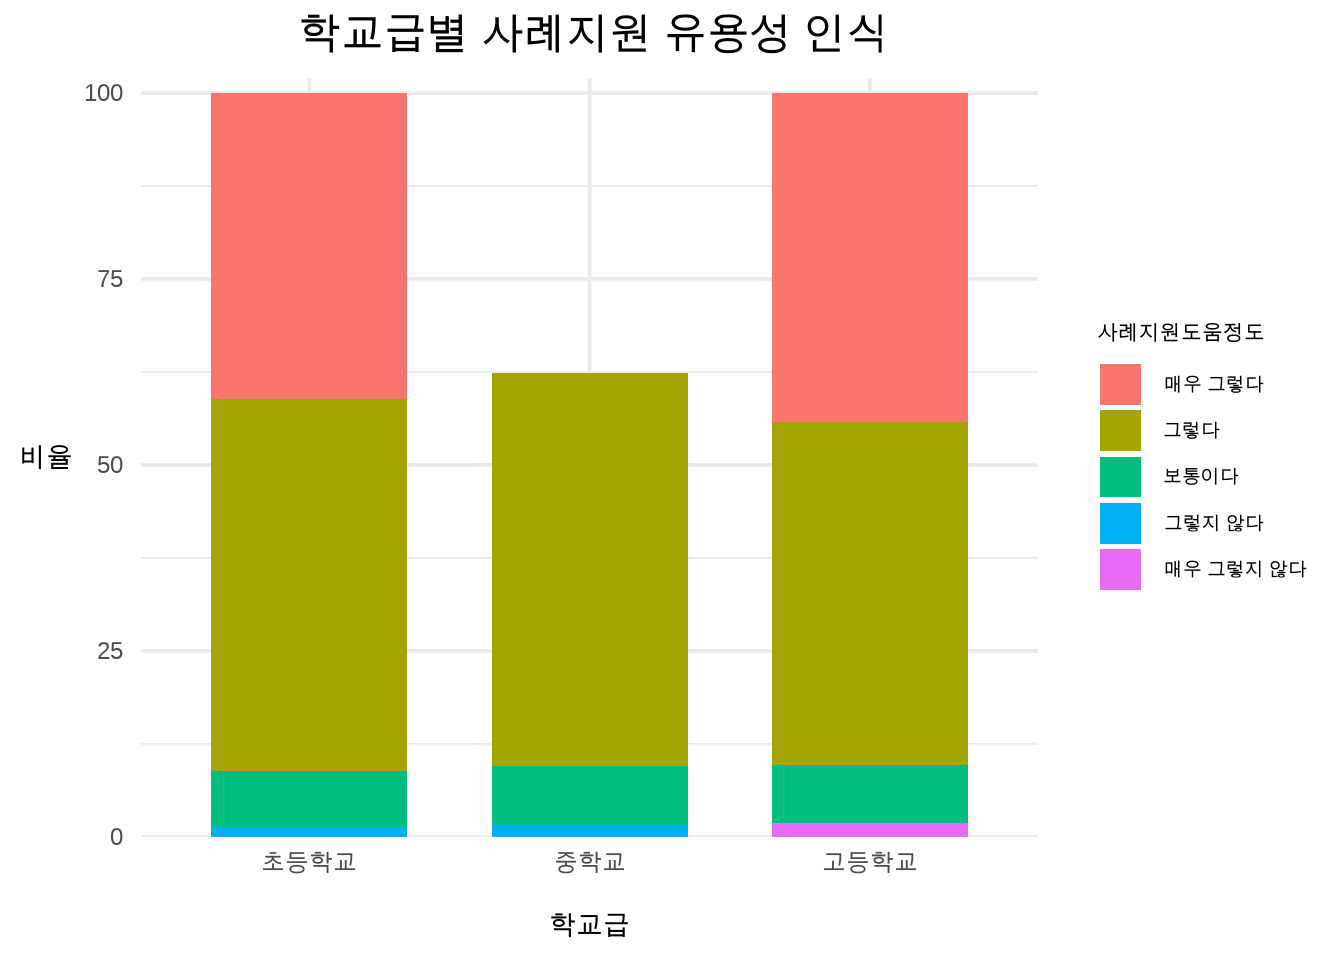 학교급별 사례지원 유용성 인식
100
75
50
25
0
비율
초등학교 중학교 고등학교
학교급
사례지원도움정도
매우 그렇다
그렇다
보통이다
그렇지 않다
매우 그렇지 않다